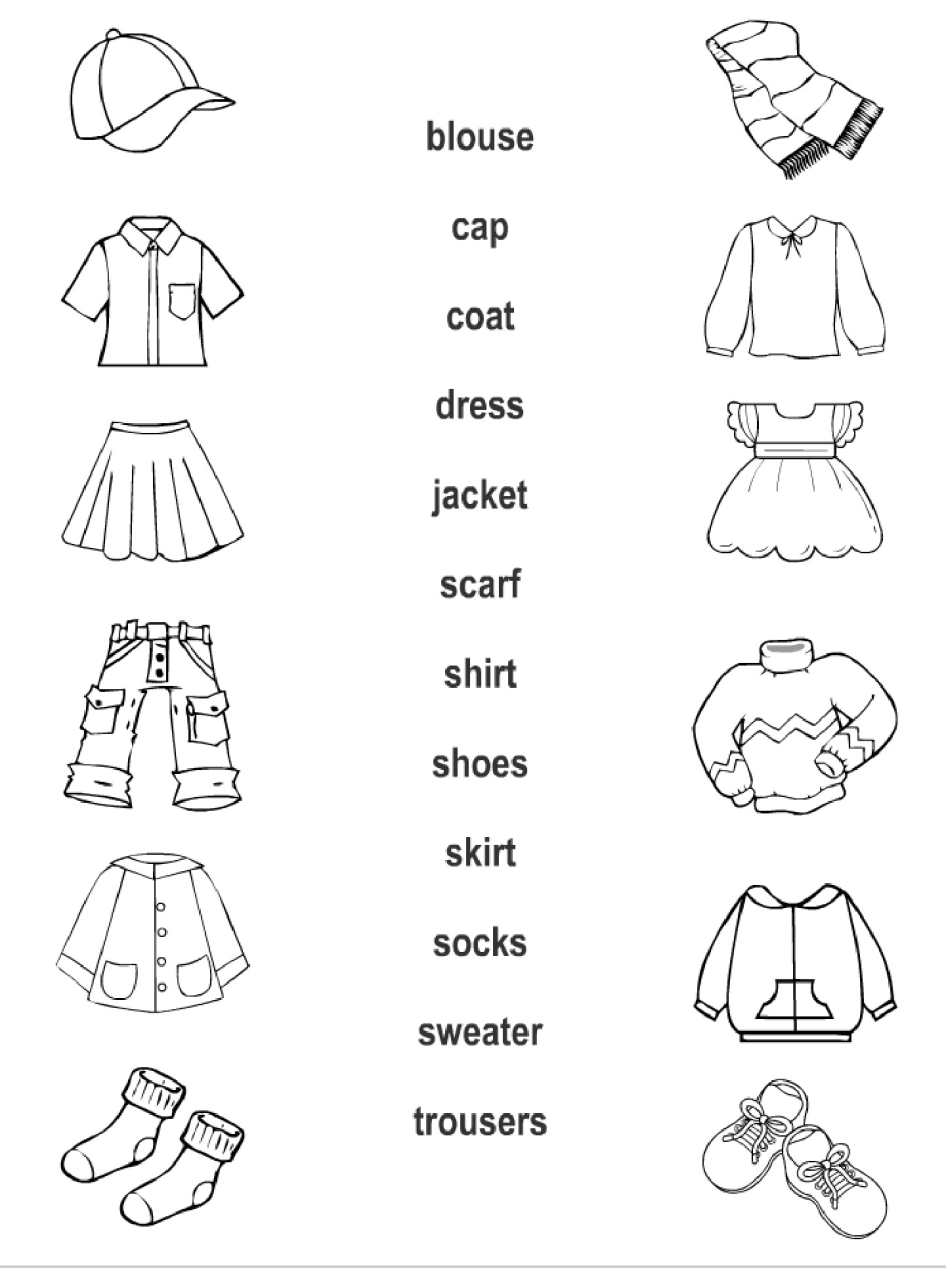 blouse
cap
coat
dress
jacket
scarf
shirt
shoes
skirt
socks
sweater
trousers